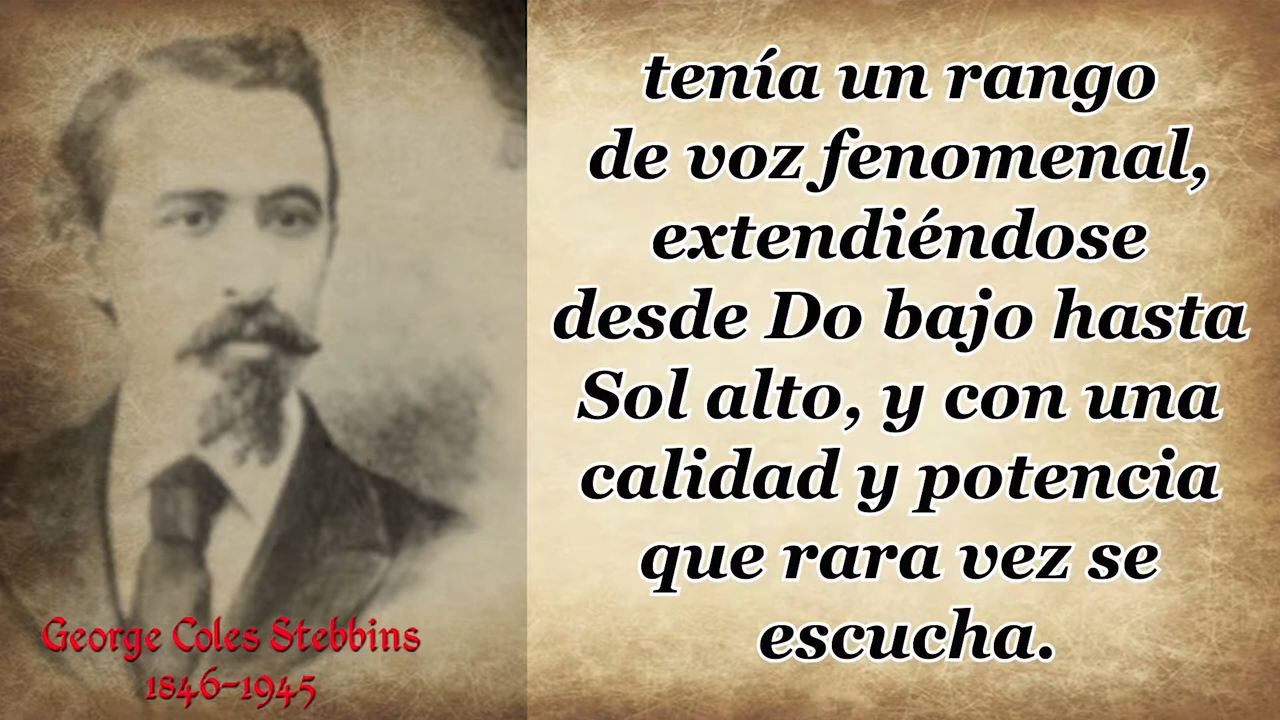 tenía un rango
de voz fenomenal,
extendiéndose
desde Do bajo hasta
Sol alto, y con una
calidad y potencia
que rara vez se
escucha.
George Coles Stebbins
1846-1945